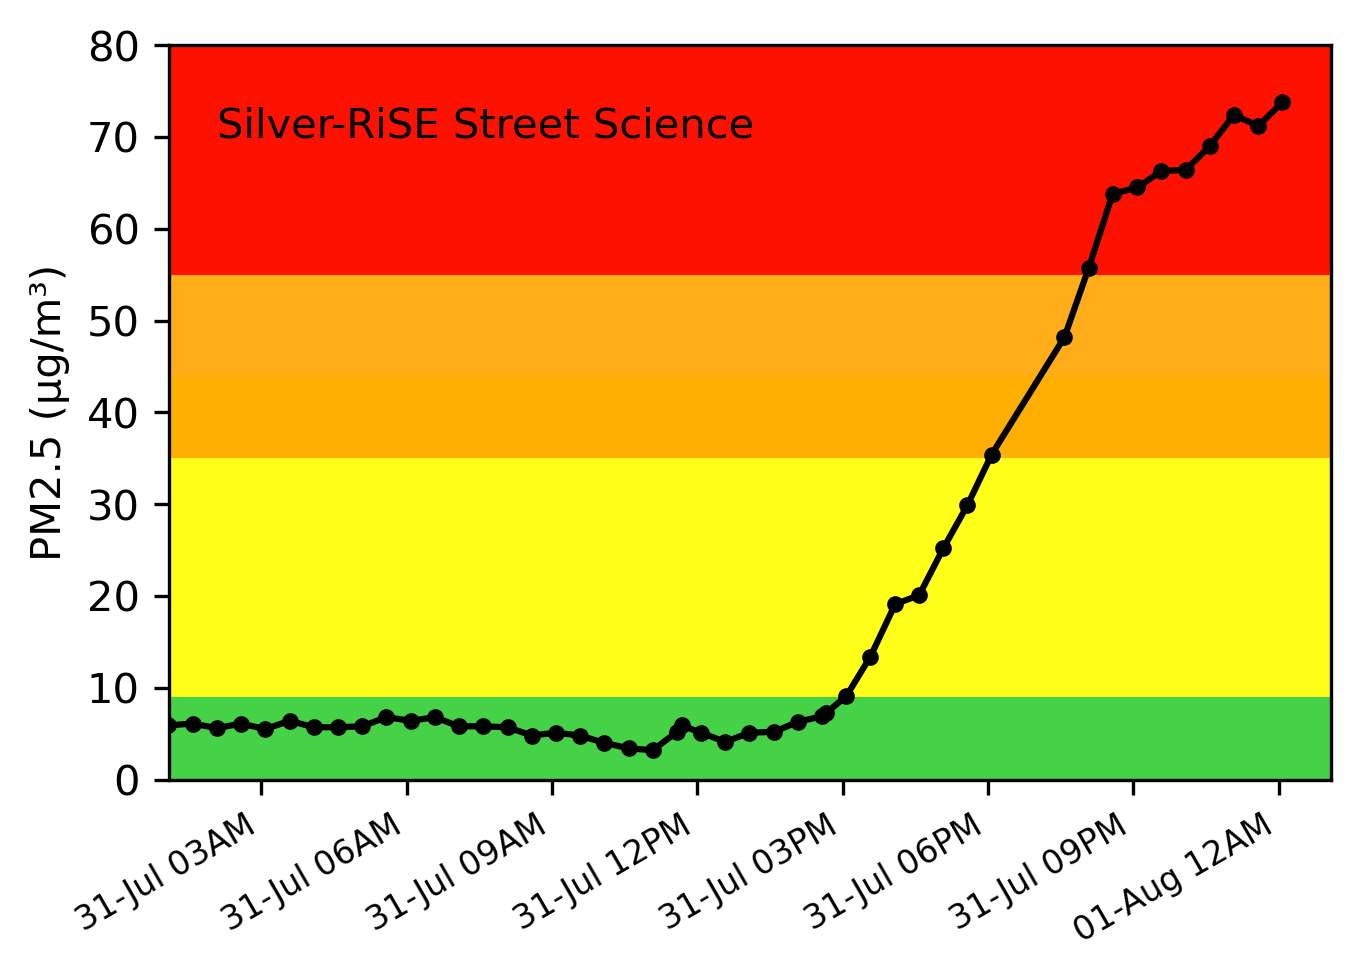 Silver-RiSE Street Science
PM2.5 (µg/m³)
80
70
60
50
40
30
20
10
0
31-Jul 03AM
31-Jul 06AM
31-Jul 09AM
31-Jul 12PM
31-Jul 03PM
31-Jul 06PM
31-Jul 09PM
01-Aug 12AM